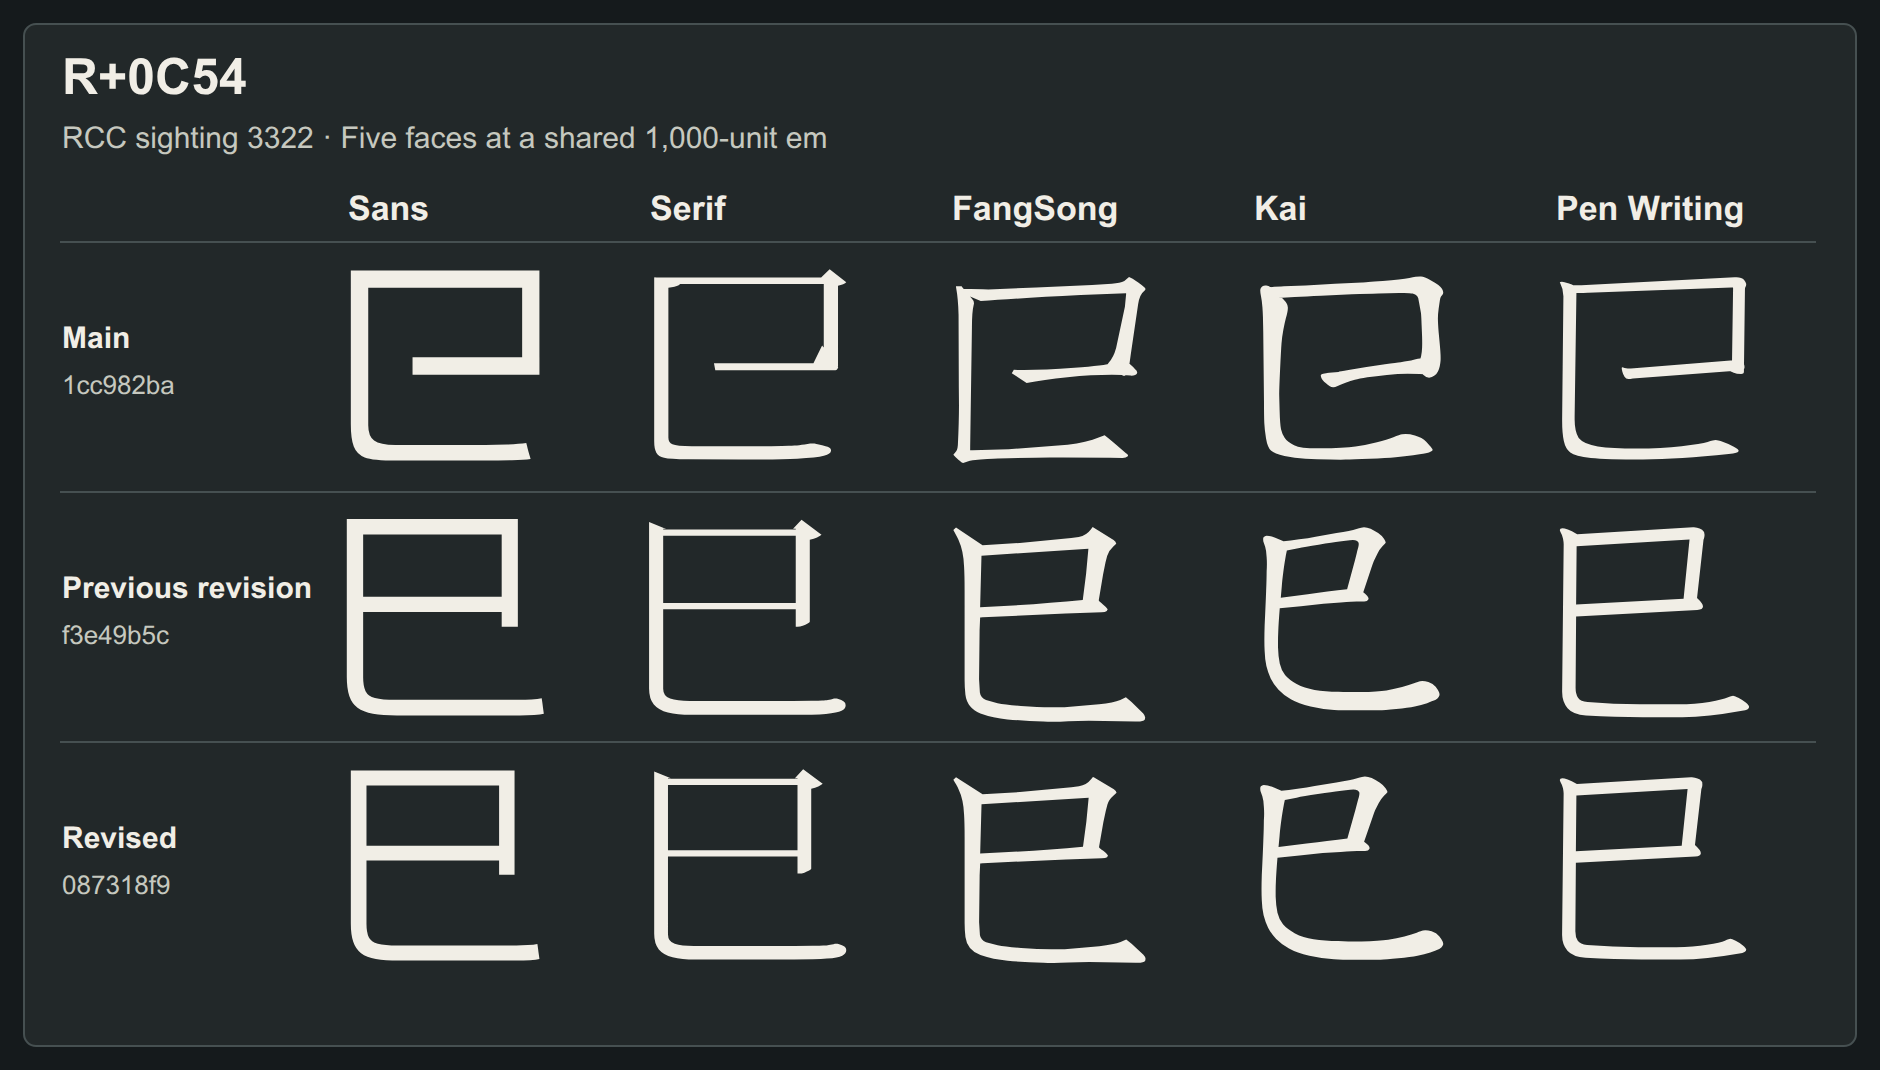 R+0C54
RCC sighting 3322 · Five faces at a shared 1,000-unit em
Sans Serif FangSong Kai Pen Writing
Main
1cc982ba
Previous revision
f3e49b5c
Revised
087318f9